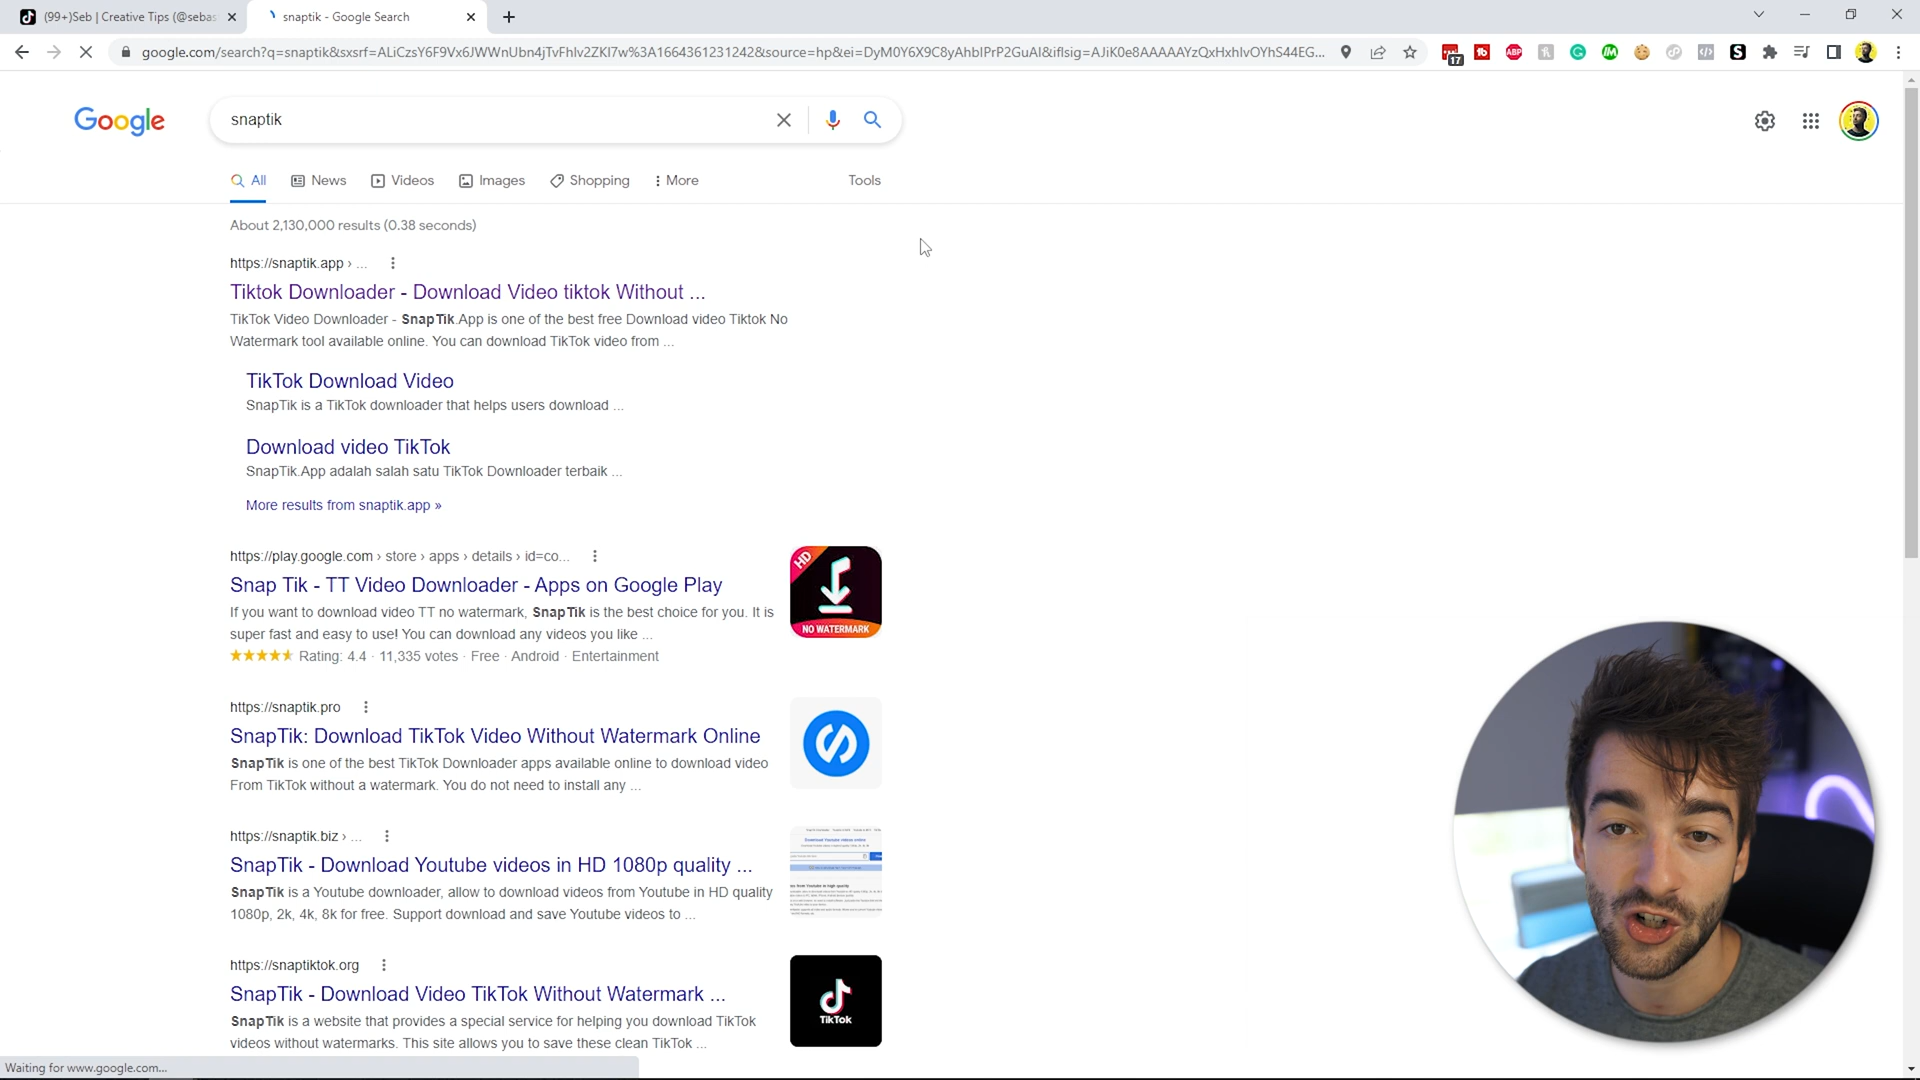 (99+)Seb | Creative Tips (@sebas
snaptik - Google Search
google.com/search?q=snaptik&sxsrf=ALiCzsY6F9Vx6JWWnUbn4jTvFhlv2ZKl7w%3A1664361231242&source=hp&ei=DyM0Y6X9C8yAhbIPrP2GuAI&iflsig=AJiK0e8AAAAAYzQxHxhlvOYhS44EG...
17
Google
snaptik
All
News
Videos
Images
Shopping
More
Tools
About 2,130,000 results (0.38 seconds)
https://snaptik.app › ...
Tiktok Downloader - Download Video tiktok Without ...
TikTok Video Downloader - SnapTik.App is one of the best free Download video Tiktok No
Watermark tool available online. You can download TikTok video from ...
TikTok Download Video
SnapTik is a TikTok downloader that helps users download ...
Download video TikTok
SnapTik.App adalah salah satu TikTok Downloader terbaik ...
More results from snaptik.app »
https://play.google.com › store › apps › details › id=co...
Snap Tik - TT Video Downloader - Apps on Google Play
If you want to download video TT no watermark, SnapTik is the best choice for you. It is
super fast and easy to use! You can download any videos you like ...
Rating: 4.4 · 11,335 votes · Free · Android · Entertainment
HD
NO WATERMARK
https://snaptik.pro
SnapTik: Download TikTok Video Without Watermark Online
SnapTik is one of the best TikTok Downloader apps available online to download video
From TikTok without a watermark. You do not need to install any ...
https://snaptik.biz › ...
SnapTik - Download Youtube videos in HD 1080p quality ...
SnapTik is a Youtube downloader, allow to download videos from Youtube in HD quality
1080p, 2k, 4k, 8k for free. Support download and save Youtube videos to ...
https://snaptiktok.org
SnapTik - Download Video TikTok Without Watermark ...
SnapTik is a website that provides a special service for helping you download TikTok
videos without watermarks. This site allows you to save these clean TikTok ...
TikTok
Waiting for www.google.com...